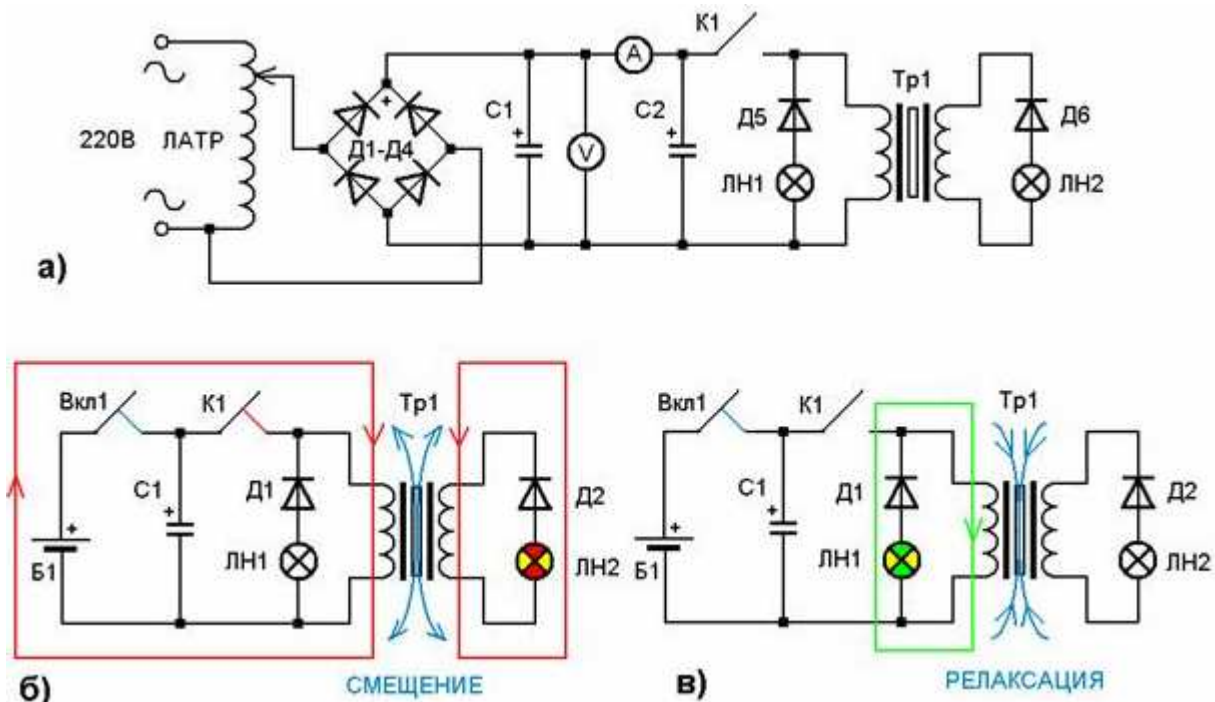 К1
А
Тр1
+
С1
+
С2
+
Д5
Д6
220В
ЛАТР
Д1-Д4
V
ЛН1
ЛН2
а)
Вкл1
К1
Тр1
С1
+
Д1
Д2
+
Б1
ЛН1
ЛН2
б)
СМЕЩЕНИЕ
Вкл1
К1
Тр1
С1
+
Д1
Д2
+
Б1
ЛН1
ЛН2
в)
РЕЛАКСАЦИЯ